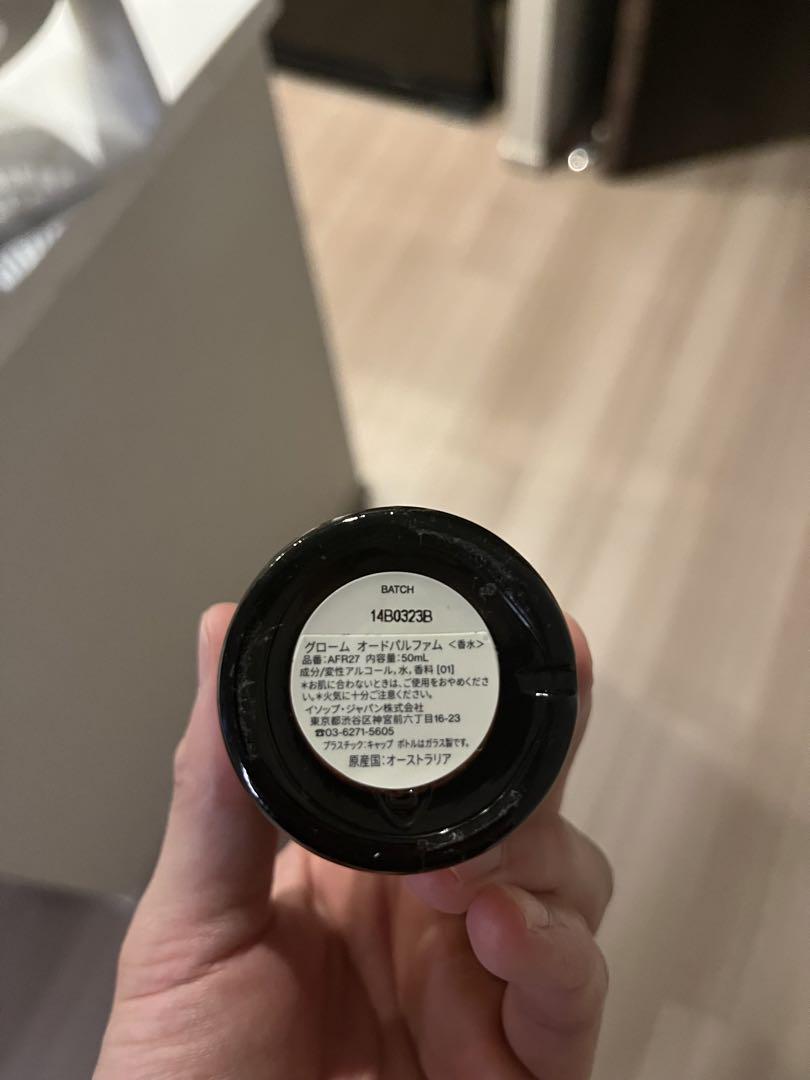 BATCH
14B0323B
グローム オードパルファム ＜香水＞
品番：AFR27 内容量：50mL
成分/変性アルコール，水，香料 [01]
＊お肌に合わないときは、ご使用をおやめくださ
い。＊火気に十分ご注意ください。
イソップ・ジャパン株式会社
東京都渋谷区神宮前六丁目16-23
☎03-6271-5605
プラスチック：キャップ ボトルはガラス製です。
原産国：オーストラリア